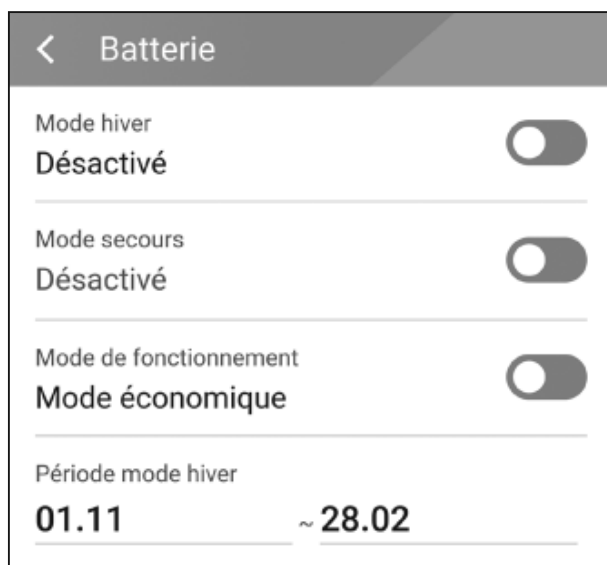 Batterie
Mode hiver
Désactivé
Mode secours
Désactivé
Mode de fonctionnement
Mode économique
Période mode hiver
01.11 ~ 28.02